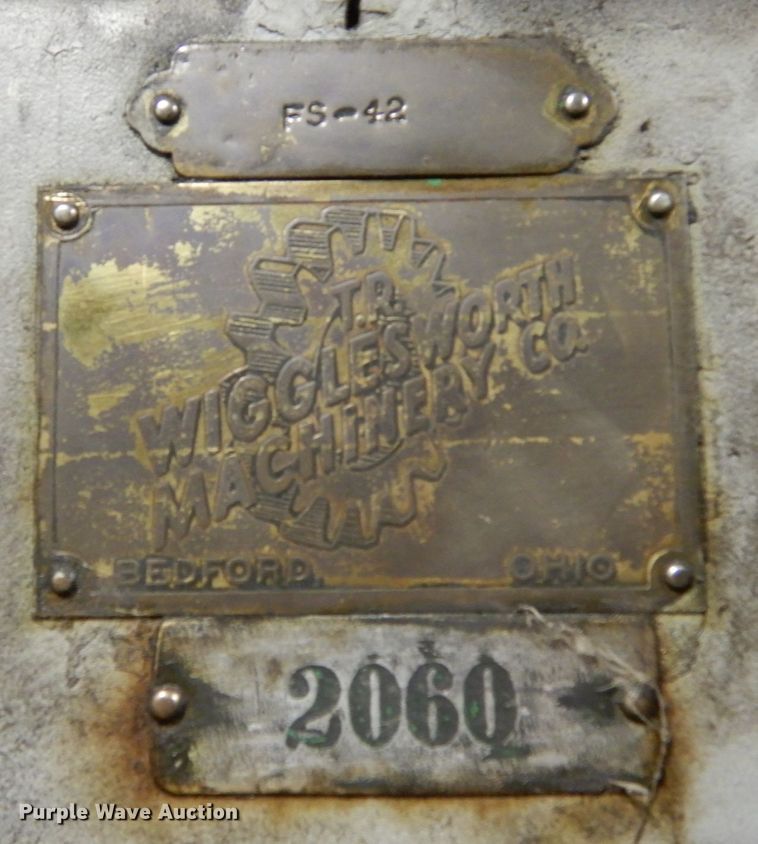 FS-42
T.R.
WIGGLESWORTH
MACHINERY CO.
BEDFORD, OHIO
2060
Purple Wave Auction